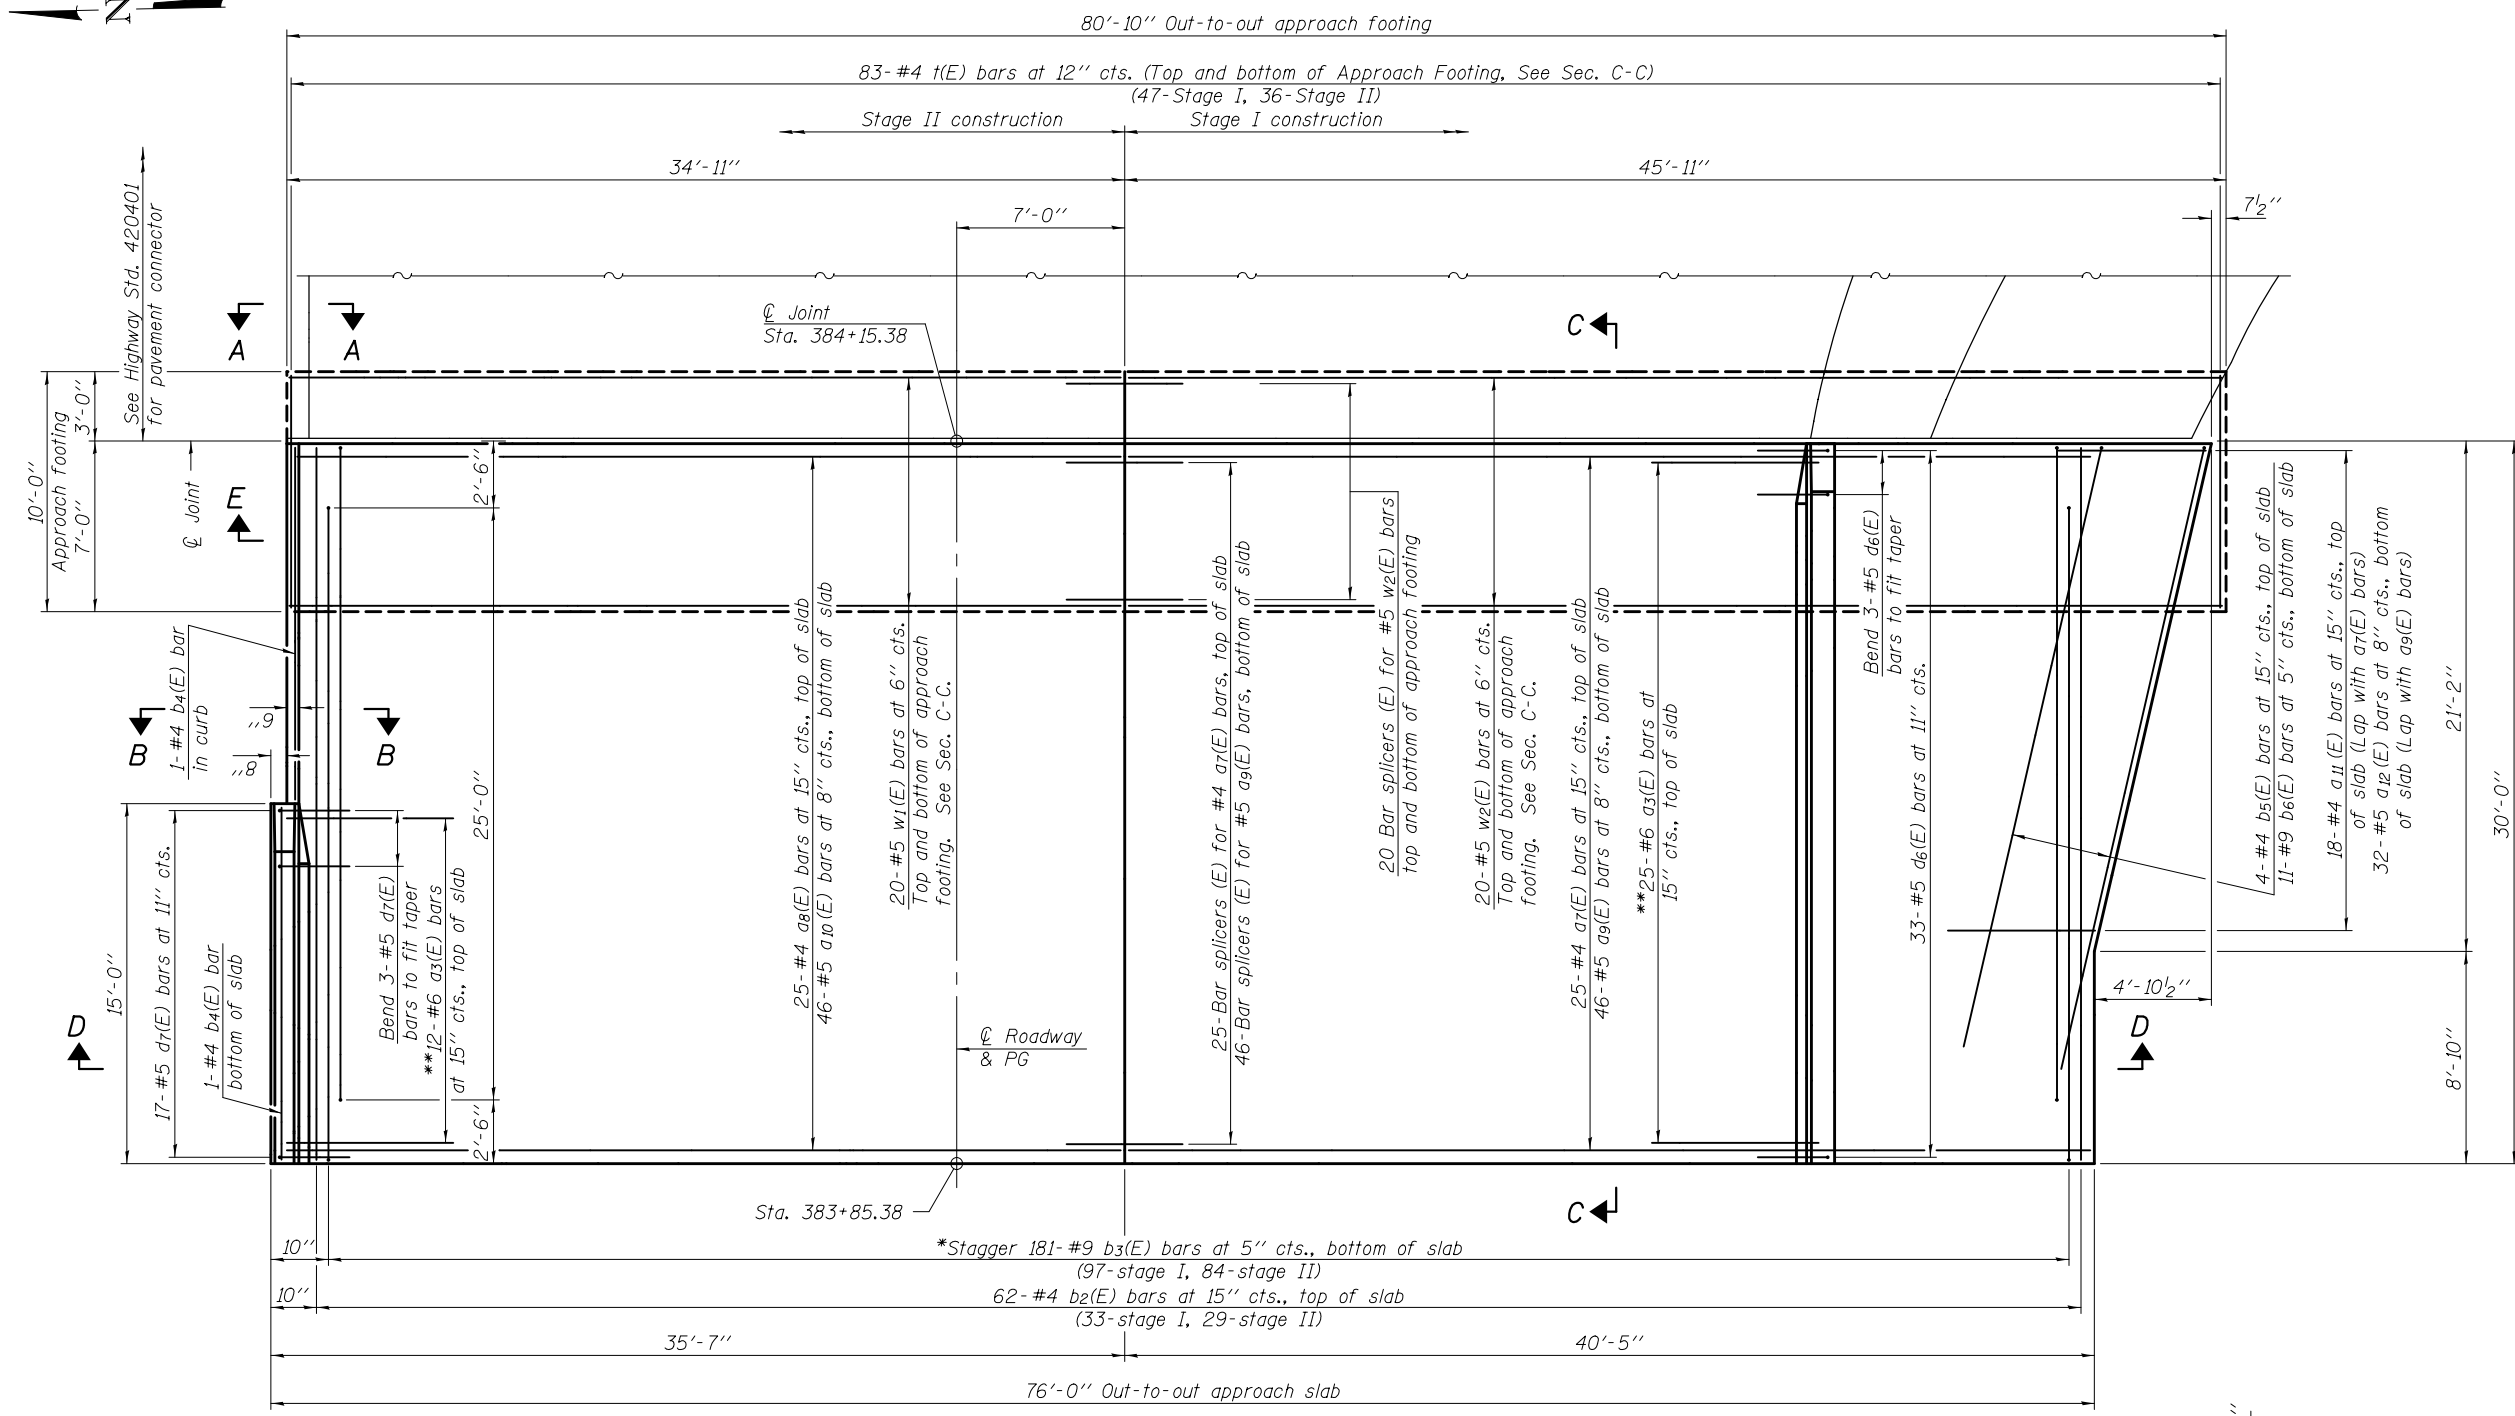 N
80'-10" Out-to-out approach footing
83-#4 t(E) bars at 12" cts. (Top and bottom of Approach Footing, See Sec. C-C)
(47-Stage I, 36-Stage II)
Stage II construction
Stage I construction
34'-11"
45'-11"
7'-0"
7½"
See Highway Std. 420401
for pavement connector
A
A
℄ Joint
Sta. 384+15.38
C
10'-0"
Approach footing
3'-0"
7'-0"
℄ Joint
E
2'-6"
25'-0"
2'-6"
1-#4 b4(E) bar
in curb
B
B
6"
8"
15'-0"
17-#5 d7(E) bars at 11" cts.
1-#4 b4(E) bar
bottom of slab
D
Bend 3-#5 d7(E)
bars to fit taper
**12-#6 a3(E) bars
at 15" cts., top of slab
25-#4 a8(E) bars at 15" cts., top of slab
46-#5 a10(E) bars at 8" cts., bottom of slab
20-#5 w1(E) bars at 6" cts.
Top and bottom of approach
footing. See Sec. C-C.
℄ Roadway
& PG
25-Bar splicers (E) for #4 a7(E) bars, top of slab
46-Bar splicers (E) for #5 a9(E) bars, bottom of slab
20 Bar splicers (E) for #5 w2(E) bars
top and bottom of approach footing
20-#5 w2(E) bars at 6" cts.
Top and bottom of approach
footing. See Sec. C-C.
25-#4 a7(E) bars at 15" cts., top of slab
46-#5 a9(E) bars at 8" cts., bottom of slab
**25-#6 a3(E) bars at
15" cts., top of slab
Bend 3-#5 d6(E)
bars to fit taper
33-#5 d6(E) bars at 11" cts.
4-#4 b5(E) bars at 15" cts., top of slab
11-#9 b6(E) bars at 5" cts., bottom of slab
18-#4 a11(E) bars at 15" cts., top
of slab (Lap with a7(E) bars)
32-#5 a12(E) bars at 8" cts., bottom
of slab (Lap with a9(E) bars)
21'-2"
30'-0"
4'-10½"
D
8'-10"
Sta. 383+85.38
C
10"
*Stagger 181-#9 b3(E) bars at 5" cts., bottom of slab
(97-stage I, 84-stage II)
10"
62-#4 b2(E) bars at 15" cts., top of slab
(33-stage I, 29-stage II)
35'-7"
40'-5"
76'-0" Out-to-out approach slab